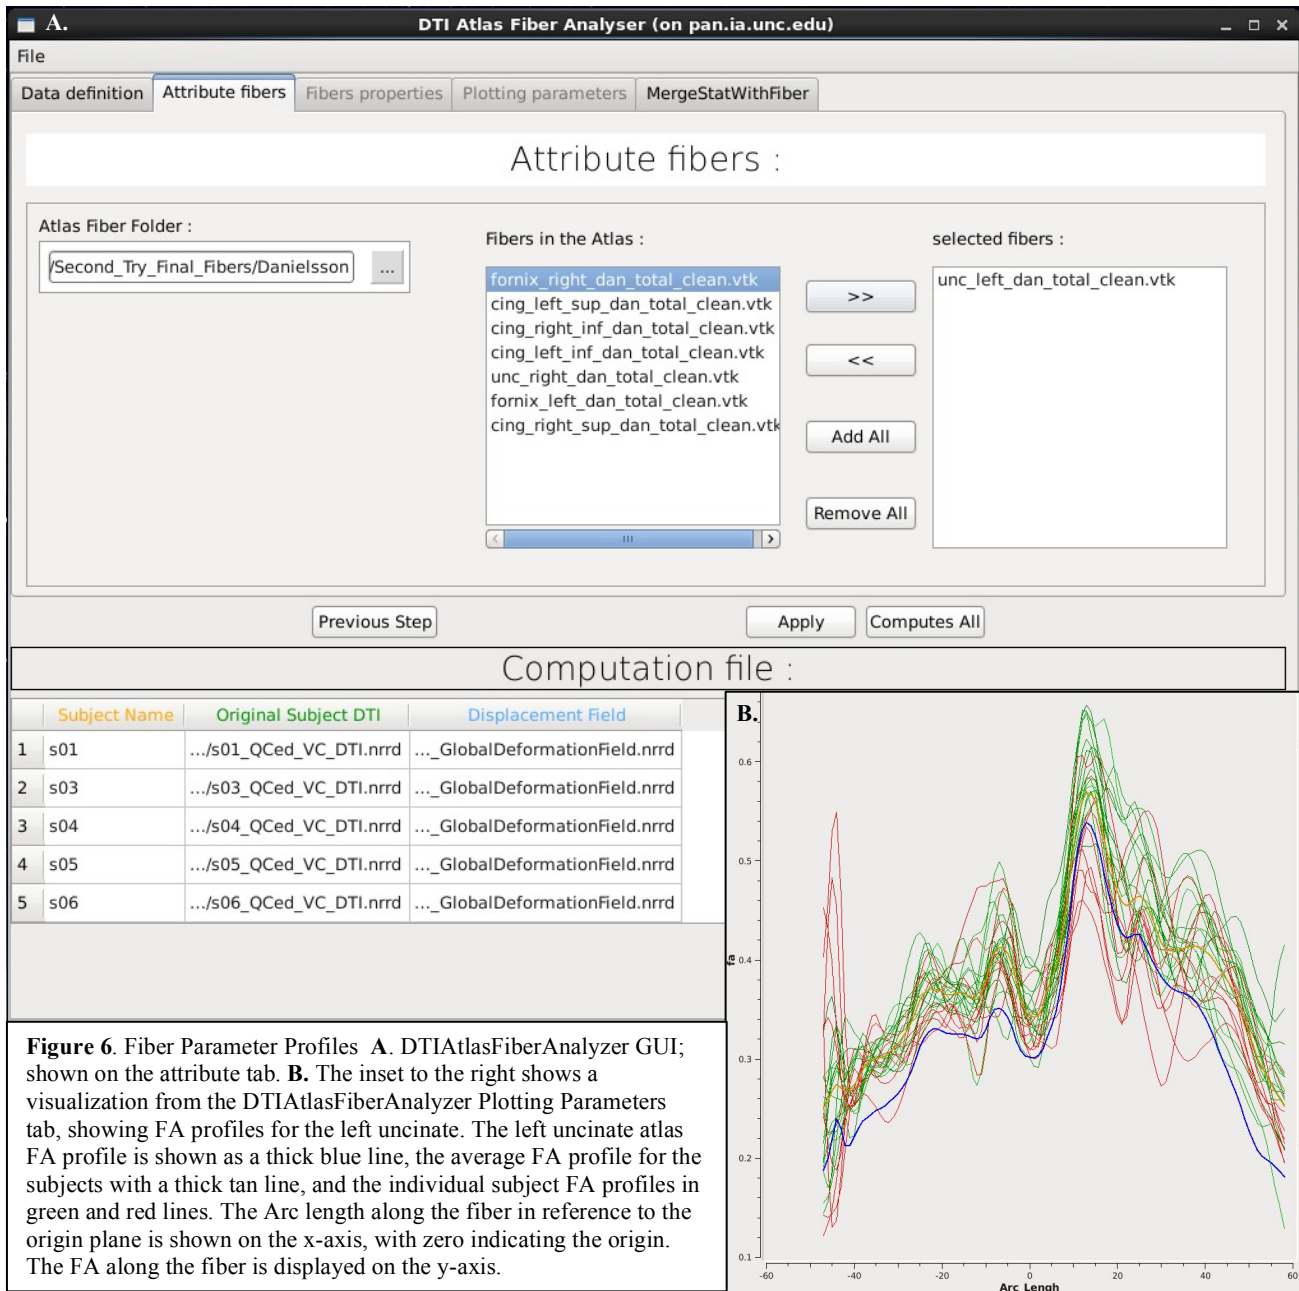 A.
DTI Atlas Fiber Analyser (on pan.ia.unc.edu)
File
Data definition
Attribute fibers
Fibers properties
Plotting parameters
MergeStatWithFiber
Attribute fibers :
Atlas Fiber Folder :
/Second_Try_Final_Fibers/Danielsson
...
Fibers in the Atlas :
fornix_right_dan_total_clean.vtk
cing_left_sup_dan_total_clean.vtk
cing_right_inf_dan_total_clean.vtk
cing_left_inf_dan_total_clean.vtk
unc_right_dan_total_clean.vtk
fornix_left_dan_total_clean.vtk
cing_right_sup_dan_total_clean.vtk
>>
<<
Add All
Remove All
selected fibers :
unc_left_dan_total_clean.vtk
Previous Step
Apply
Computes All
Computation file :
Subject Name Original Subject DTI Displacement Field
1 s01 .../s01_QCed_VC_DTI.nrrd ..._GlobalDeformationField.nrrd
2 s03 .../s03_QCed_VC_DTI.nrrd ..._GlobalDeformationField.nrrd
3 s04 .../s04_QCed_VC_DTI.nrrd ..._GlobalDeformationField.nrrd
4 s05 .../s05_QCed_VC_DTI.nrrd ..._GlobalDeformationField.nrrd
5 s06 .../s06_QCed_VC_DTI.nrrd ..._GlobalDeformationField.nrrd
Figure 6. Fiber Parameter Profiles A. DTIAtlasFiberAnalyzer GUI;
shown on the attribute tab. B. The inset to the right shows a
visualization from the DTIAtlasFiberAnalyzer Plotting Parameters
tab, showing FA profiles for the left uncinate. The left uncinate atlas
FA profile is shown as a thick blue line, the average FA profile for the
subjects with a thick tan line, and the individual subject FA profiles in
green and red lines. The Arc length along the fiber in reference to the
origin plane is shown on the x-axis, with zero indicating the origin.
The FA along the fiber is displayed on the y-axis.
B.
0.6
0.5
0.4
0.3
0.2
0.1
fa
-60 -40 -20 0 20 40 60
Arc Lengh